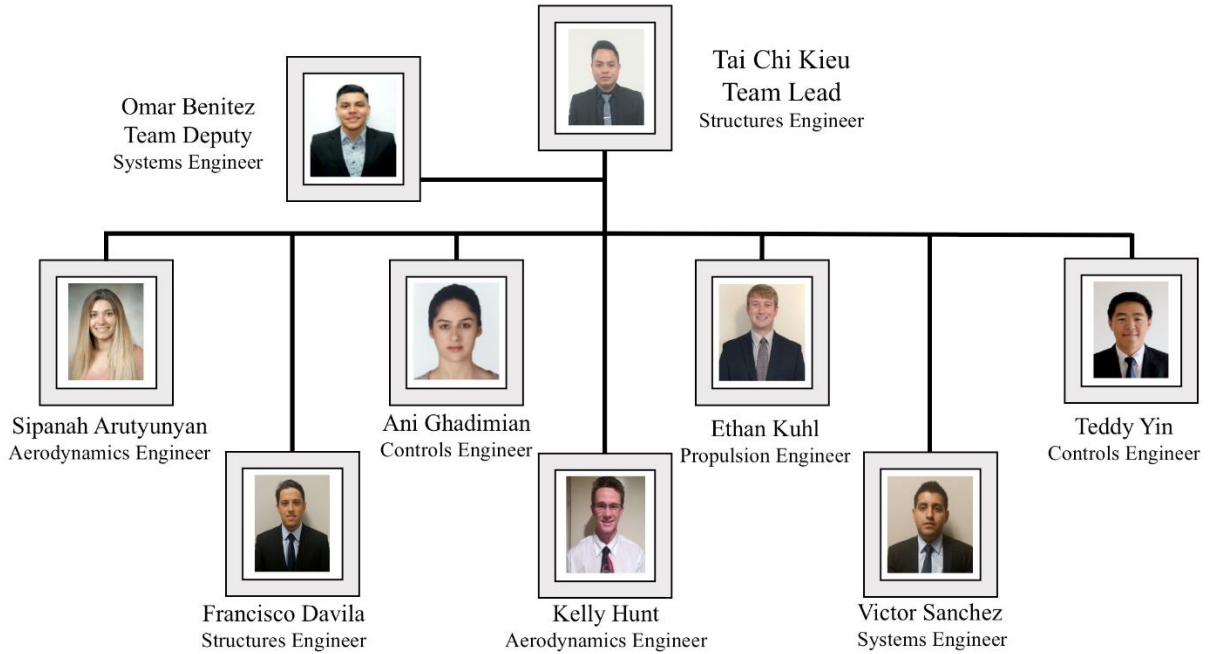 Tai Chi Kieu
Team Lead
Structures Engineer
Omar Benitez
Team Deputy
Systems Engineer
Sipanah Arutyunyan
Aerodynamics Engineer
Ani Ghadimian
Controls Engineer
Ethan Kuhl
Propulsion Engineer
Teddy Yin
Controls Engineer
Francisco Davila
Structures Engineer
Kelly Hunt
Aerodynamics Engineer
Victor Sanchez
Systems Engineer